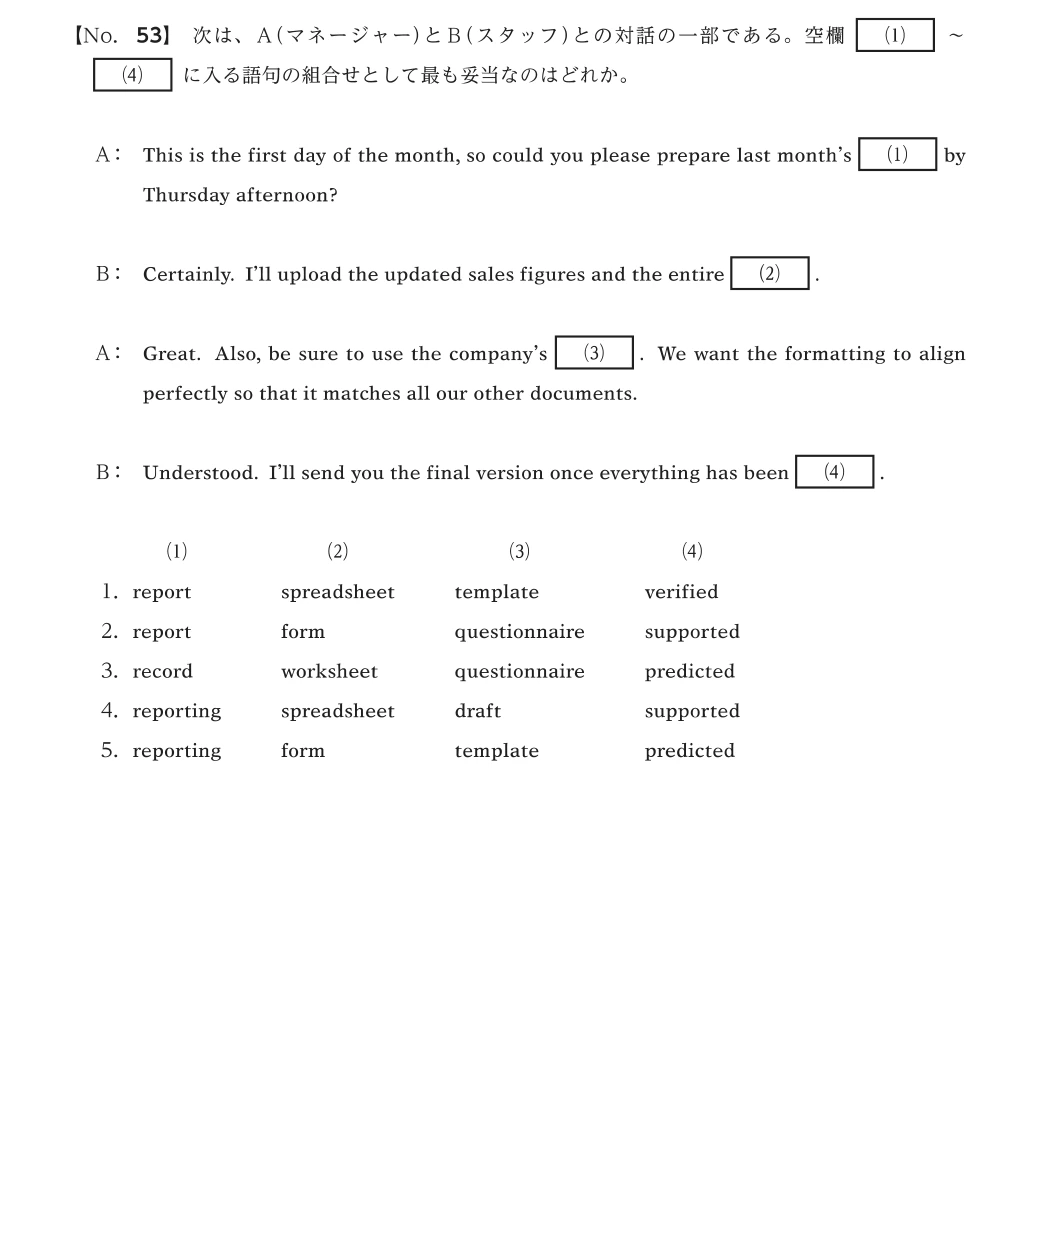 【No. 53】 次は、A(マネージャー)とB(スタッフ)との対話の一部である。空欄 (1) ～
(4) に入る語句の組合せとして最も妥当なのはどれか。
A： This is the first day of the month, so could you please prepare last month’s (1) by
Thursday afternoon?
B： Certainly. I’ll upload the updated sales figures and the entire (2) .
A： Great. Also, be sure to use the company’s (3) . We want the formatting to align
perfectly so that it matches all our other documents.
B： Understood. I’ll send you the final version once everything has been (4) .
(1) (2) (3) (4)
1. report spreadsheet template verified
2. report form questionnaire supported
3. record worksheet questionnaire predicted
4. reporting spreadsheet draft supported
5. reporting form template predicted